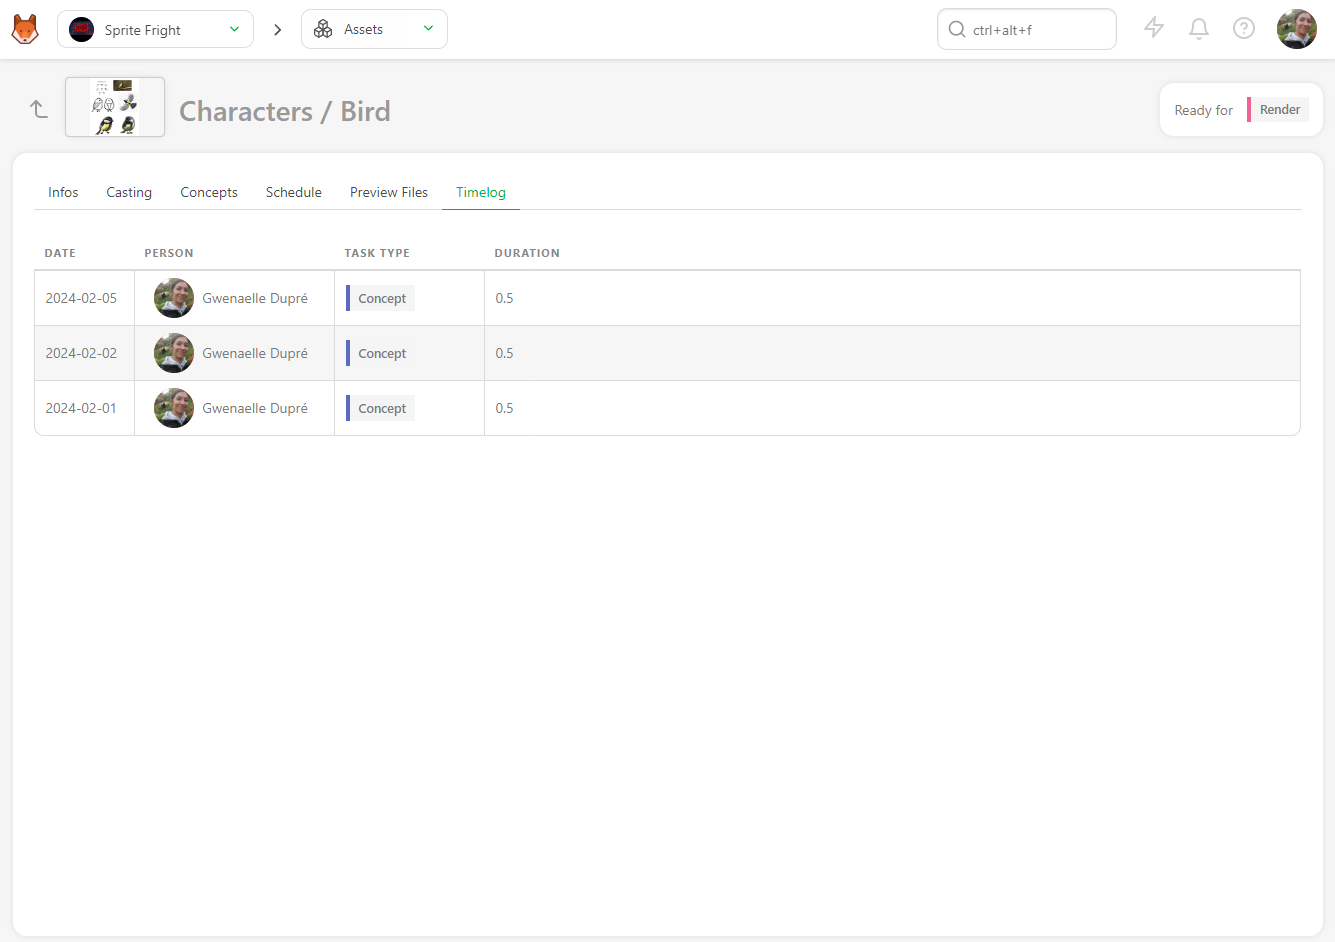 Sprite Fright
Assets
ctrl+alt+f
Characters / Bird
Ready for
Render
Infos
Casting
Concepts
Schedule
Preview Files
Timelog
DATE
PERSON
TASK TYPE
DURATION
2024-02-05
Gwenaelle Dupré
Concept
0.5
2024-02-02
Gwenaelle Dupré
Concept
0.5
2024-02-01
Gwenaelle Dupré
Concept
0.5